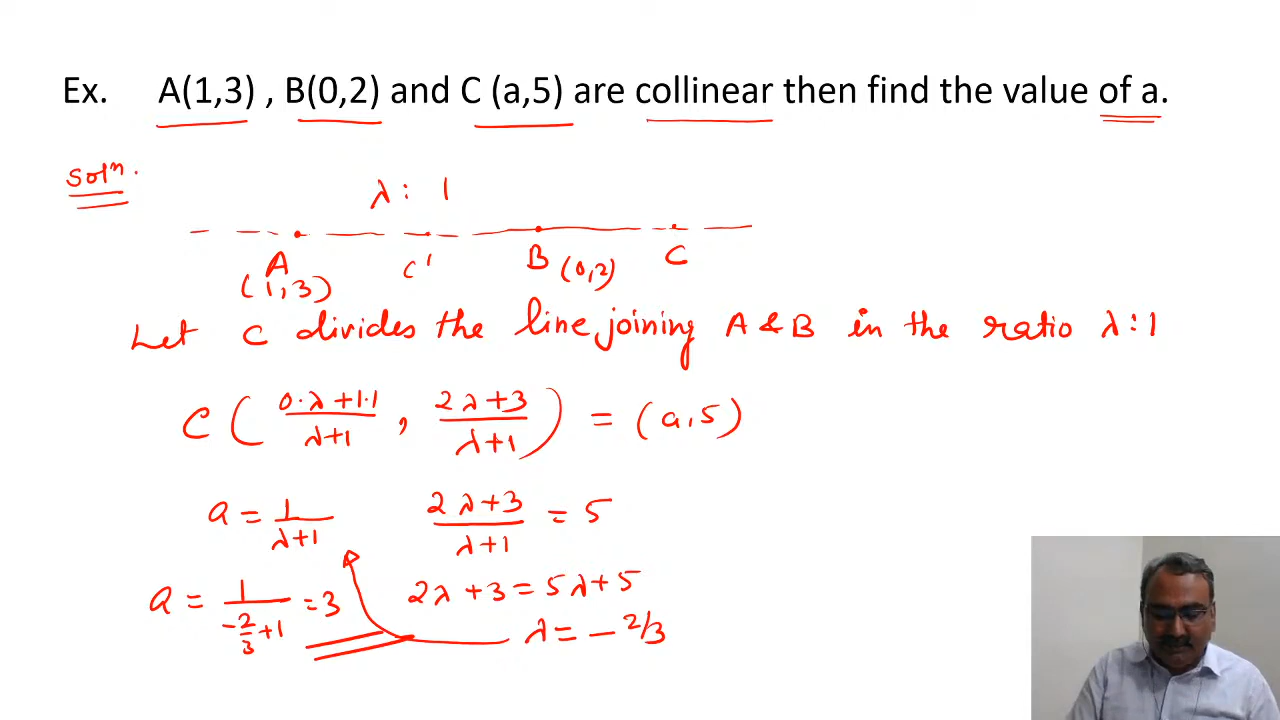 Ex. A(1,3) , B(0,2) and C (a,5) are collinear then find the value of a.
Solⁿ.
λ : 1
A C' B (0,2) C
(1,3)
Let C divides the line joining A & B in the ratio λ:1
C ( (0·λ+1·1)/(λ+1) , (2λ+3)/(λ+1) ) = (a,5)
a = 1/(λ+1) (2λ+3)/(λ+1) = 5
a = 1/(-2/3+1) = 3 2λ+3 = 5λ+5
λ = -2/3